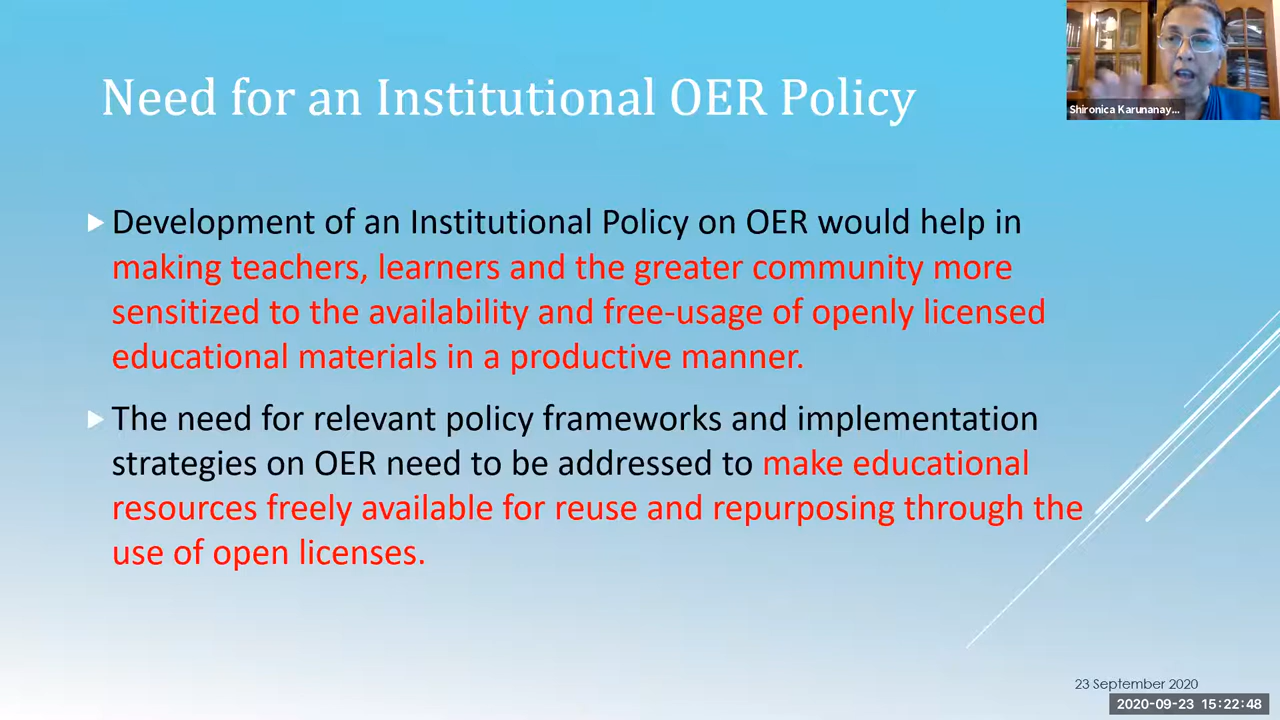 Need for an Institutional OER Policy
Shironica Karunanay...
Development of an Institutional Policy on OER would help in
making teachers, learners and the greater community more
sensitized to the availability and free-usage of openly licensed
educational materials in a productive manner.
The need for relevant policy frameworks and implementation
strategies on OER need to be addressed to make educational
resources freely available for reuse and repurposing through the
use of open licenses.
23 September 2020
2020-09-23 15:22:48